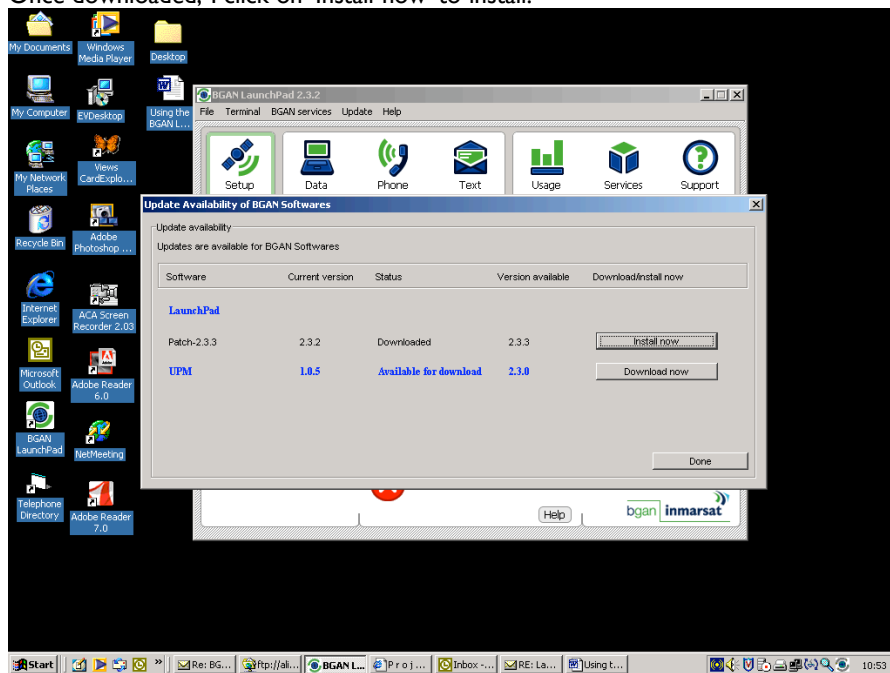 Once downloaded, I click on 'Install now' to install.
My Documents
Windows
Media Player
Desktop
My Computer
EVDesktop
Using the
BGAN L...
My Network
Places
Views
CardExplo...
Recycle Bin
Adobe
Photoshop ...
Internet
Explorer
ACA Screen
Recorder 2.03
Microsoft
Outlook
Adobe Reader
6.0
BGAN
LaunchPad
NetMeeting
Telephone
Directory
Adobe Reader
7.0
BGAN LaunchPad 2.3.2
File Terminal BGAN services Update Help
Setup Data Phone Text Usage Services Support
Update Availability of BGAN Softwares
Update availability
Updates are available for BGAN Softwares
Software Current version Status Version available Download/install now
LaunchPad
Patch-2.3.3 2.3.2 Downloaded 2.3.3 Install now
UPM 1.0.5 Available for download 2.3.0 Download now
Done
Help
bgan inmarsat
Start » Re: BG... ftp://ali... BGAN L... P r o j ... Inbox -... RE: La... Using t... 10:53